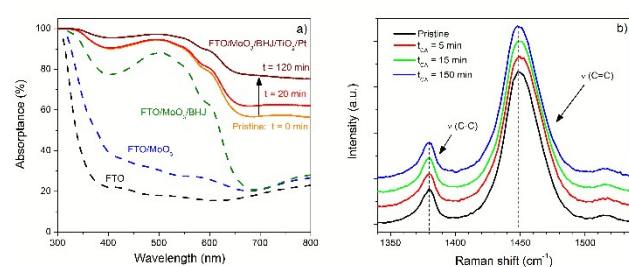 a)
FTO/MoO3/BHJ/TiO2/Pt
t = 120 min
t = 20 min
Pristine: t = 0 min
FTO/MoO3/BHJ
FTO/MoO3
FTO
100
80
60
40
20
0
300 400 500 600 700 800
Absorptance (%)
Wavelength (nm)
b)
Pristine
tCA = 5 min
tCA = 15 min
tCA = 150 min
ν (C-C)
ν (C=C)
1350 1400 1450 1500
Intensity (a.u.)
Raman shift (cm-1)